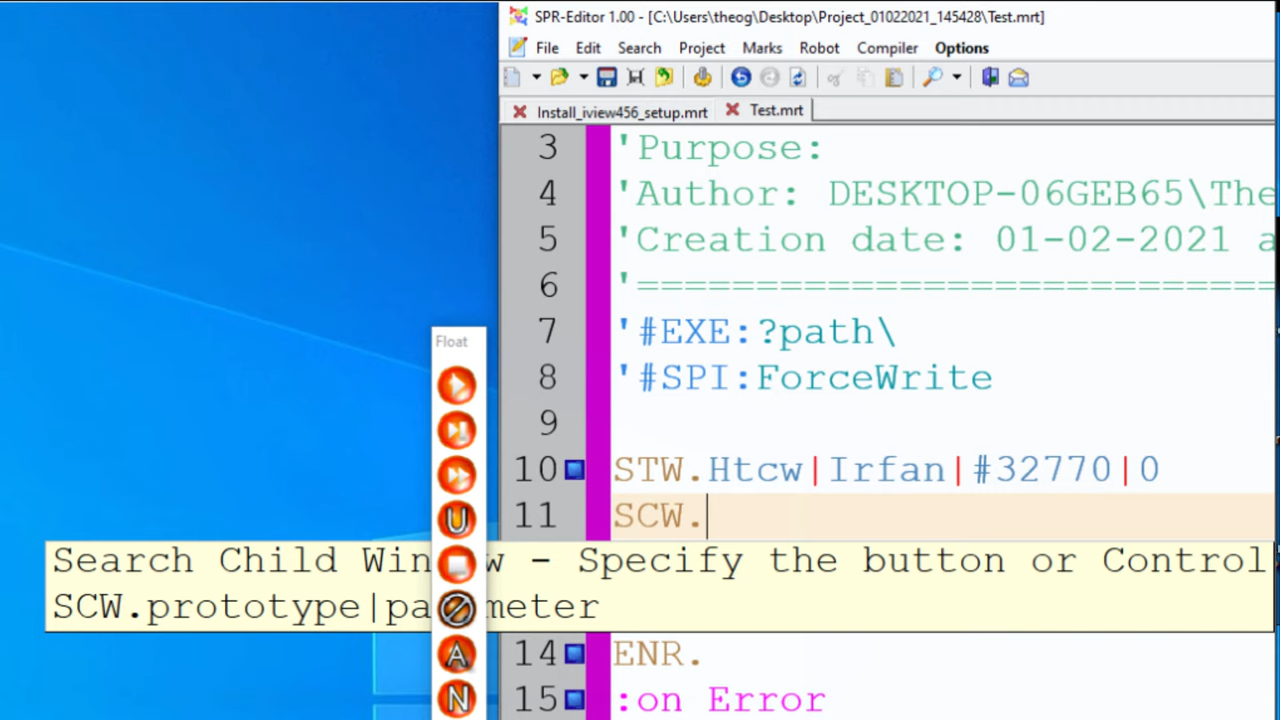 SPR-Editor 1.00 - [C:\Users\theog\Desktop\Project_01022021_145428\Test.mrt]
File Edit Search Project Marks Robot Compiler Options
Install_iview456_setup.mrt Test.mrt
3 'Purpose:
4 'Author: DESKTOP-06GEB65\The
5 'Creation date: 01-02-2021 a
6 '============================
7 '#EXE:?path\
8 '#SPI:ForceWrite
9
10 STW.Htcw|Irfan|#32770|0
11 SCW.
Float
U
A
N
Search Child Win w - Specify the button or Control
SCW.prototype|pa meter
14 ENR.
15 :on Error